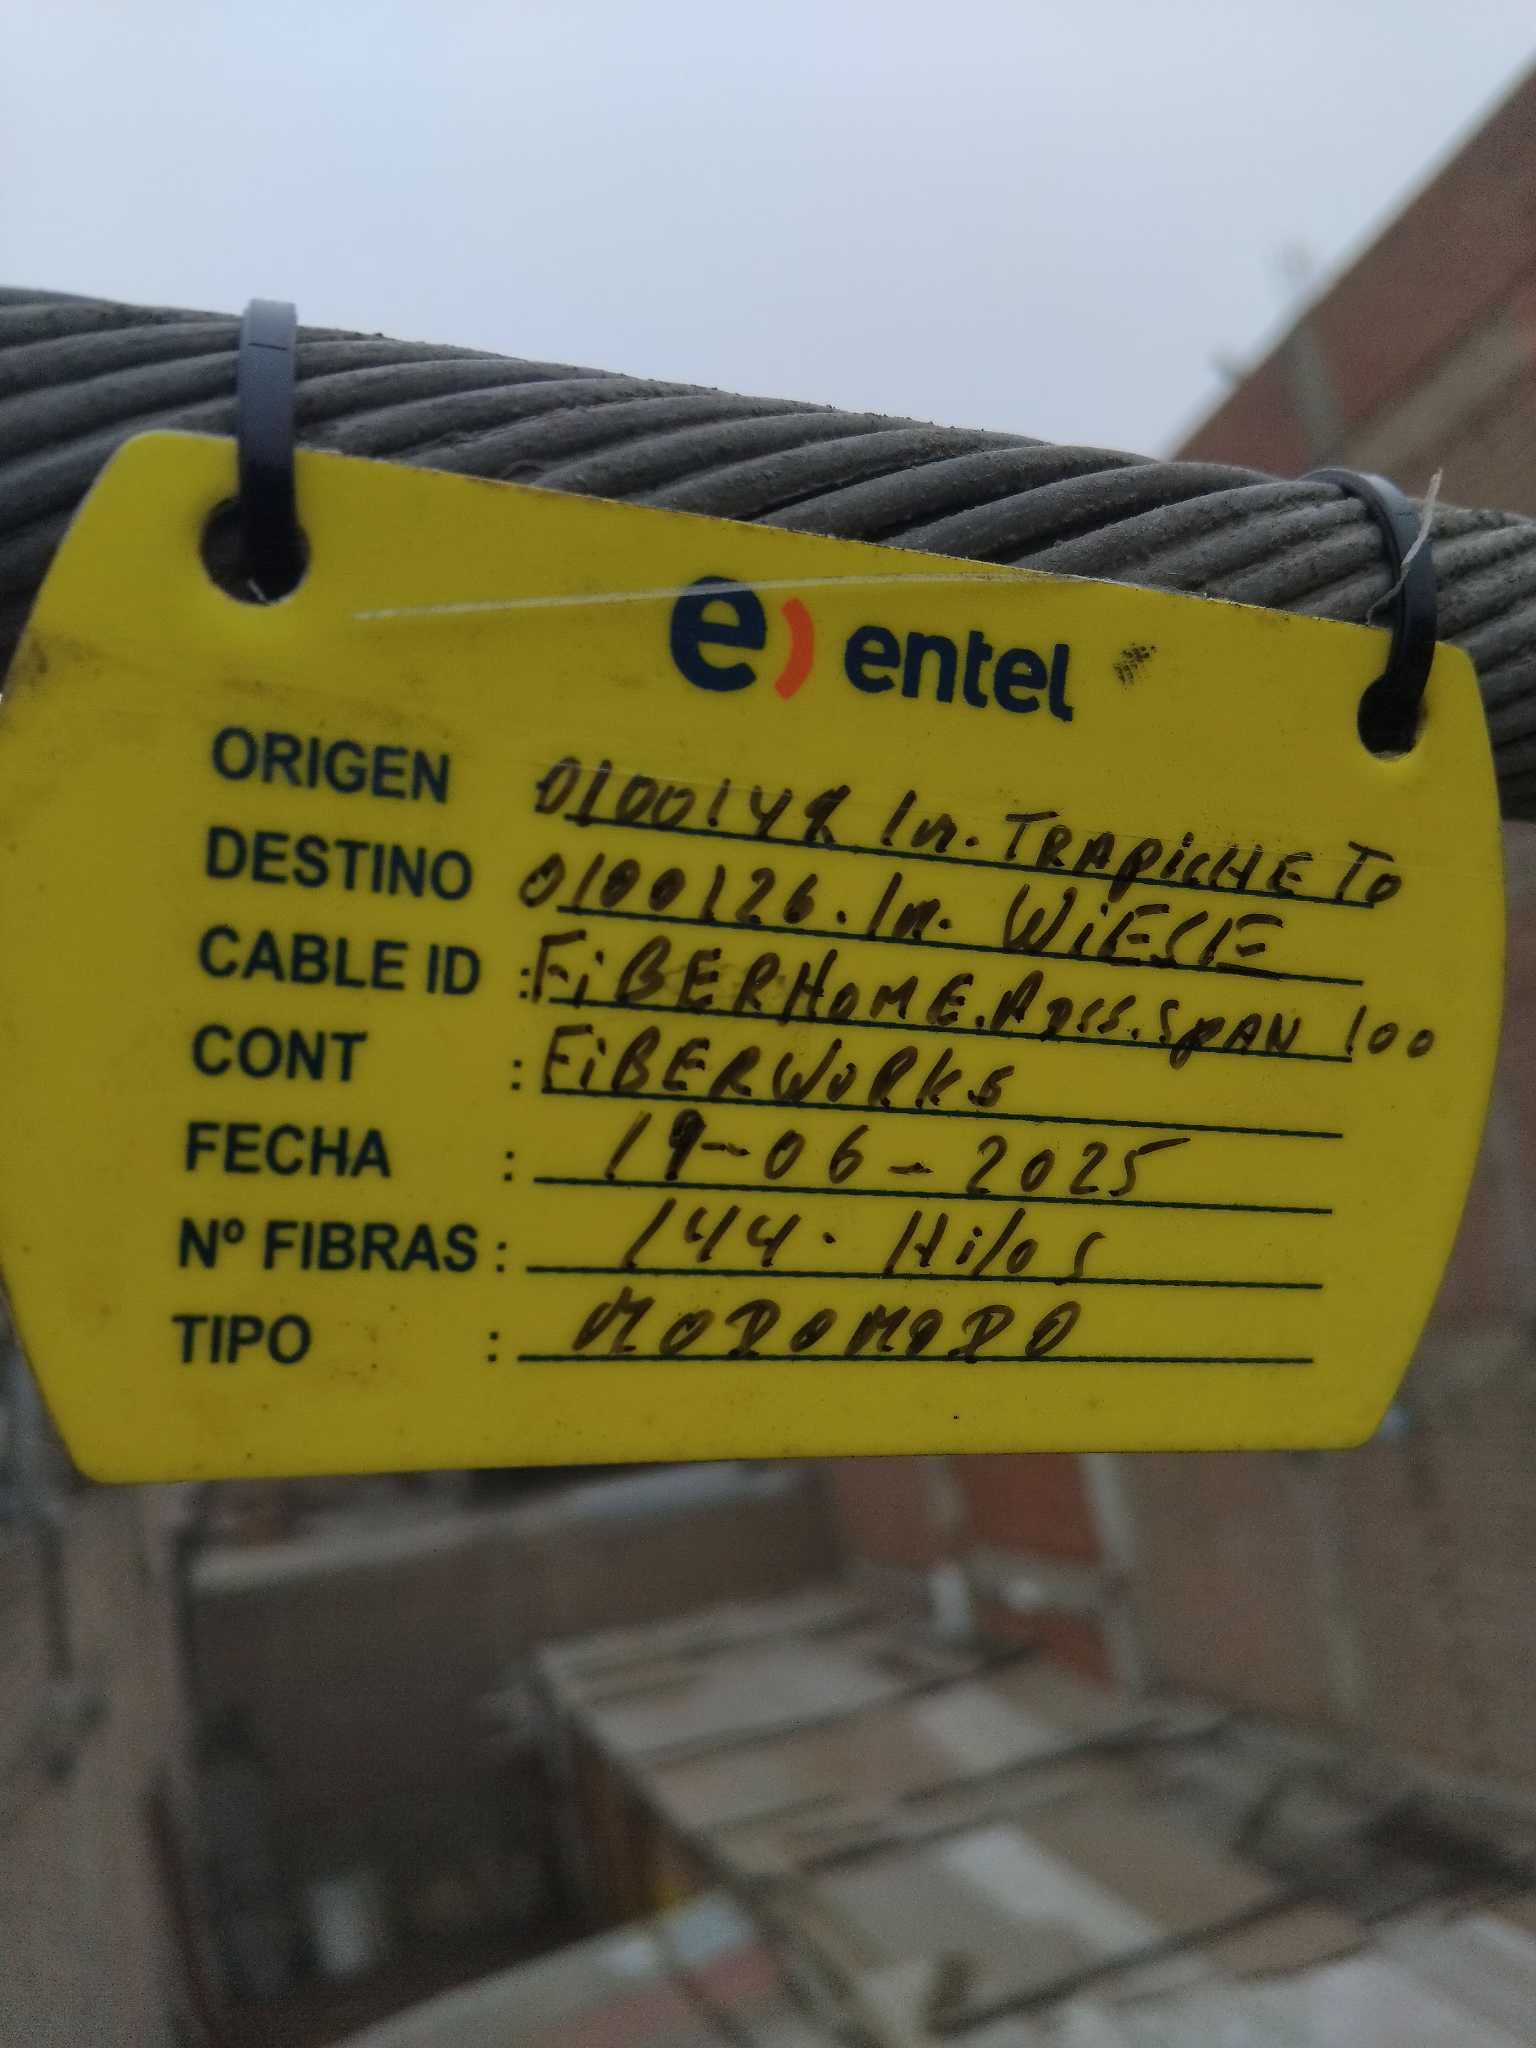 e) entel
ORIGEN 0100148 lm. TRAPICHE To
DESTINO 0100126. lm. WiESE
CABLE ID : FiBERHOME. ADSS. SPAN 100
CONT : FiBERWORKS
FECHA : 19-06-2025
Nº FIBRAS : 144. Hilos
TIPO : MODOMODO